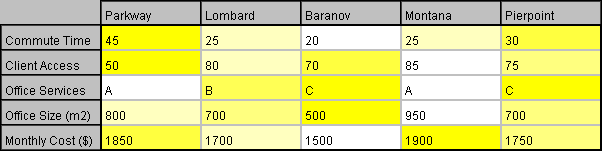 Parkway Lombard Baranov Montana Pierpoint
Commute Time 45 25 20 25 30
Client Access 50 80 70 85 75
Office Services A B C A C
Office Size (m2) 800 700 500 950 700
Monthly Cost ($) 1850 1700 1500 1900 1750